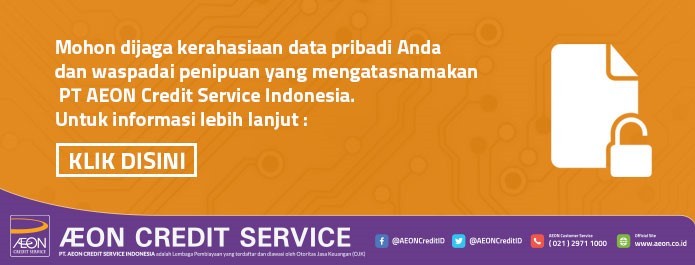 Mohon dijaga kerahasiaan data pribadi Anda
dan waspadai penipuan yang mengatasnamakan
PT AEON Credit Service Indonesia.
Untuk informasi lebih lanjut :
KLIK DISINI
ÆON
CREDIT SERVICE
ÆON CREDIT SERVICE
PT. AEON CREDIT SERVICE INDONESIA adalah Lembaga Pembiayaan yang terdaftar dan diawasi oleh Otoritas Jasa Keuangan (OJK)
@AEONCreditID
@AEONCreditID
AEON Customer Service
( 021 ) 2971 1000
Official Site
www.aeon.co.id